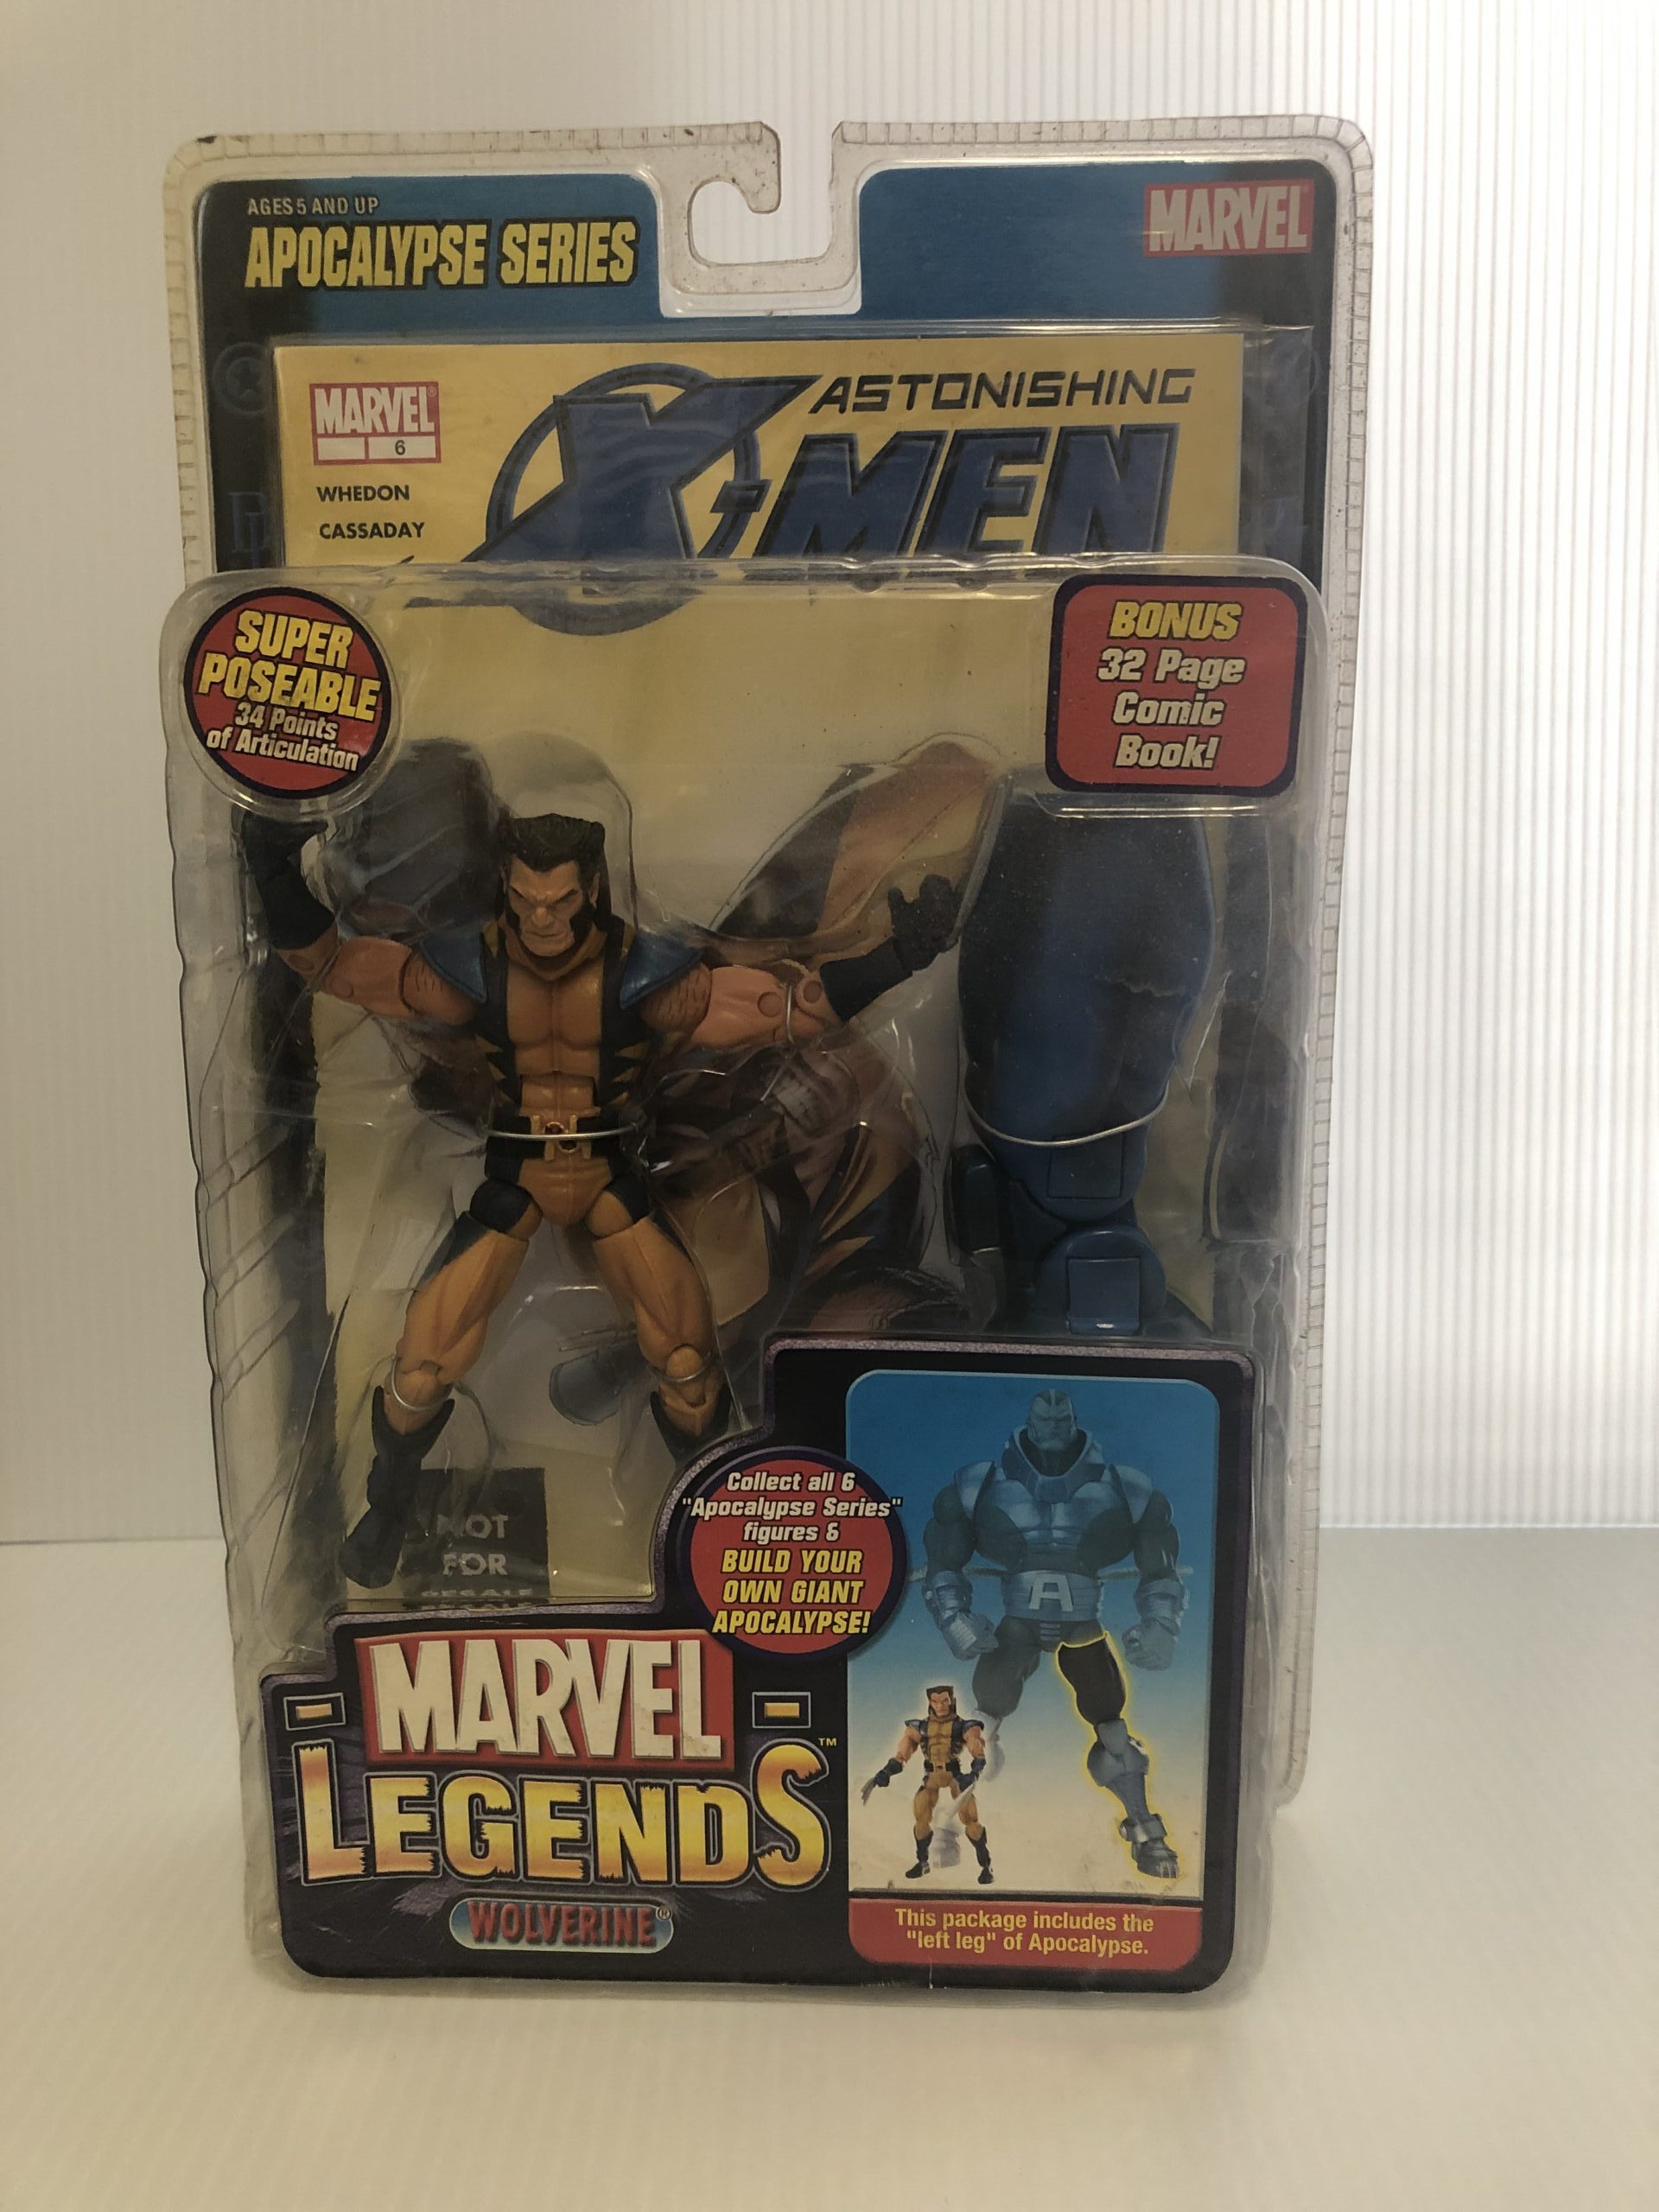 AGES 5 AND UP
APOCALYPSE SERIES
MARVEL
MARVEL
6
WHEDON
CASSADAY
ASTONISHING
X-MEN
SUPER
POSEABLE
34 Points
of Articulation
BONUS
32 Page
Comic
Book!
NOT
FOR
RESALE
Collect all 6
"Apocalypse Series"
figures &
BUILD YOUR
OWN GIANT
APOCALYPSE!
A
MARVEL
LEGENDS™
WOLVERINE®
This package includes the
"left leg" of Apocalypse.